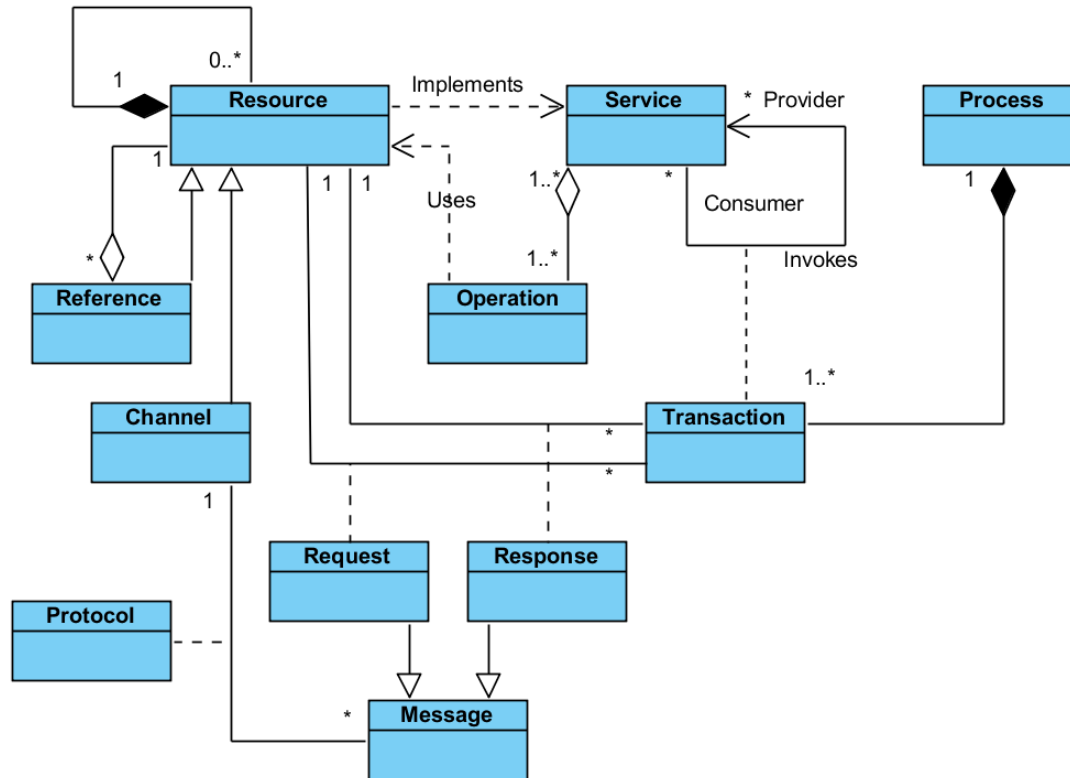 0..*
1
Resource
Implements
Service
* Provider
Process
1
1
1
Uses
1..*
*
Consumer
1
*
1..*
Invokes
Reference
Operation
1..*
Channel
Transaction
*
*
1
Request
Response
Protocol
*
Message